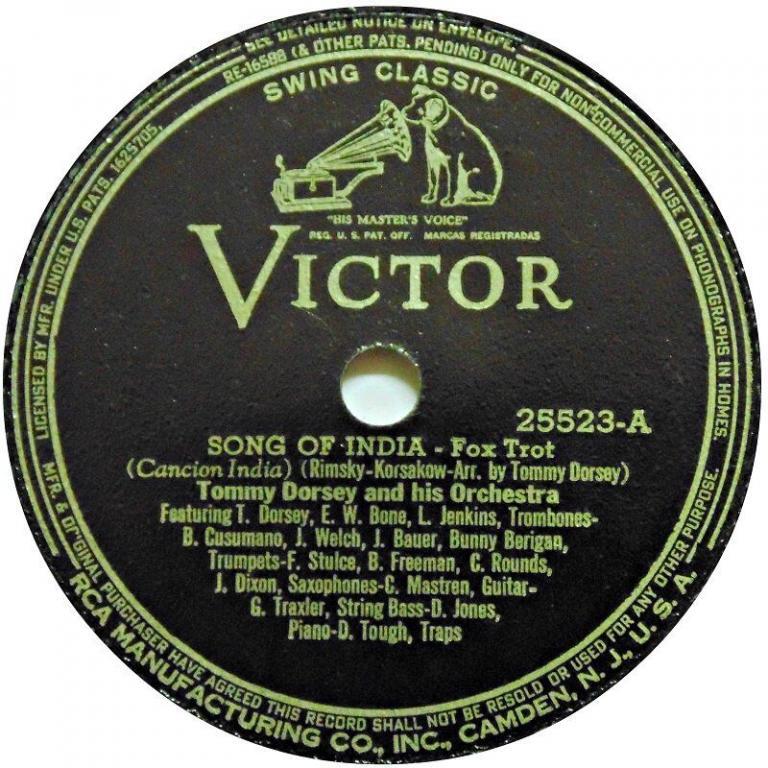 SEE DETAILED NOTICE ON ENVELOPE.
RE-16588 (& OTHER PATS. PENDING) ONLY FOR NON-COMMERCIAL USE ON PHONOGRAPHS IN HOMES.
LICENSED BY MFR. UNDER U.S. PATS. 1625705,
SWING CLASSIC
"HIS MASTER'S VOICE"
REG. U. S. PAT. OFF. MARCAS REGISTRADAS
VICTOR
25523-A
SONG OF INDIA - Fox Trot
(Cancion India) (Rimsky-Korsakow-Arr. by Tommy Dorsey)
Tommy Dorsey and his Orchestra
Featuring T. Dorsey, E. W. Bone, L. Jenkins, Trombones-
B. Cusumano, J. Welch, J. Bauer, Bunny Berigan,
Trumpets-F. Stulce, B. Freeman, C. Rounds,
J. Dixon, Saxophones-C. Mastren, Guitar-
G. Traxler, String Bass-D. Jones,
Piano-D. Tough, Traps
MFR. & ORIGINAL PURCHASER HAVE AGREED THIS RECORD SHALL NOT BE RESOLD OR USED FOR ANY OTHER PURPOSE.
RCA MANUFACTURING CO., INC., CAMDEN, N. J., U. S. A.